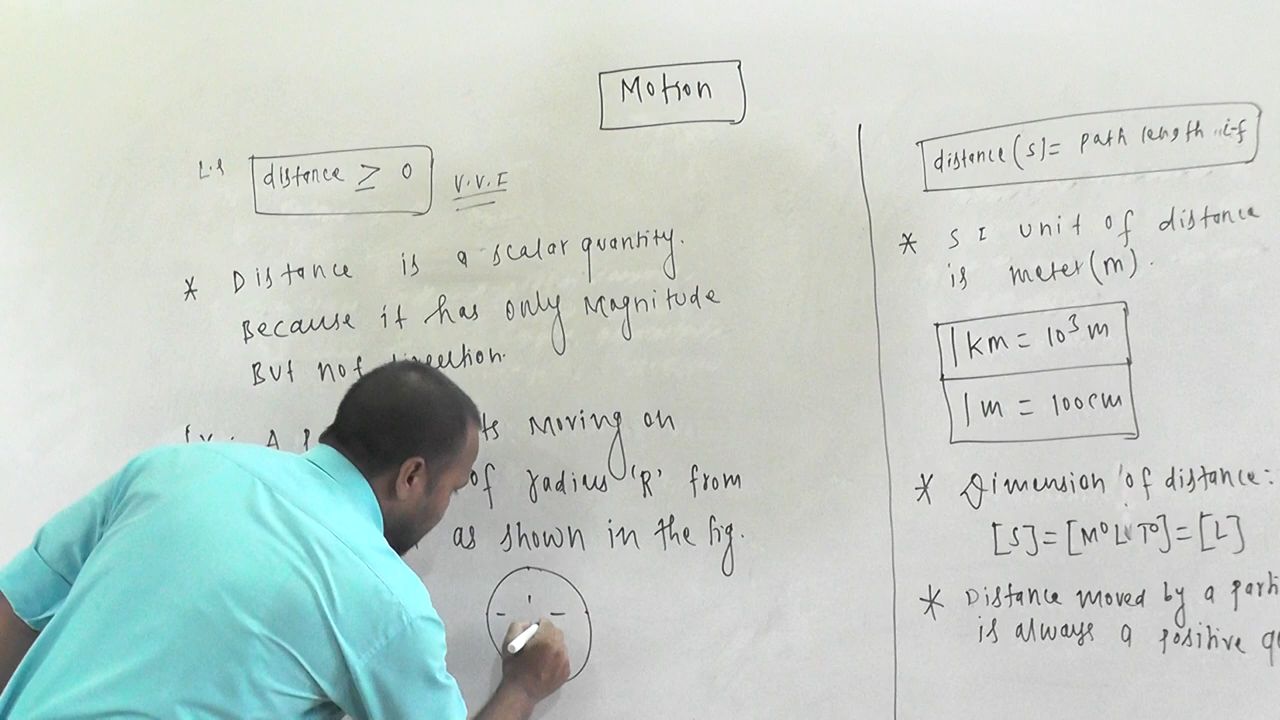 Motion
distance ≥ 0
V.V.I
* Distance is a scalar quantity.
Because it has only Magnitude
But not direction.
Moving on
of radius 'R' from
as shown in the fig.
distance (s) = path length
* SI unit of distance
is meter(m).
1 km = 10³ m
1 m = 100 cm
* Dimension of distance:
[S] = [M⁰L¹T⁰] = [L]
* Distance moved by a
is always a positive